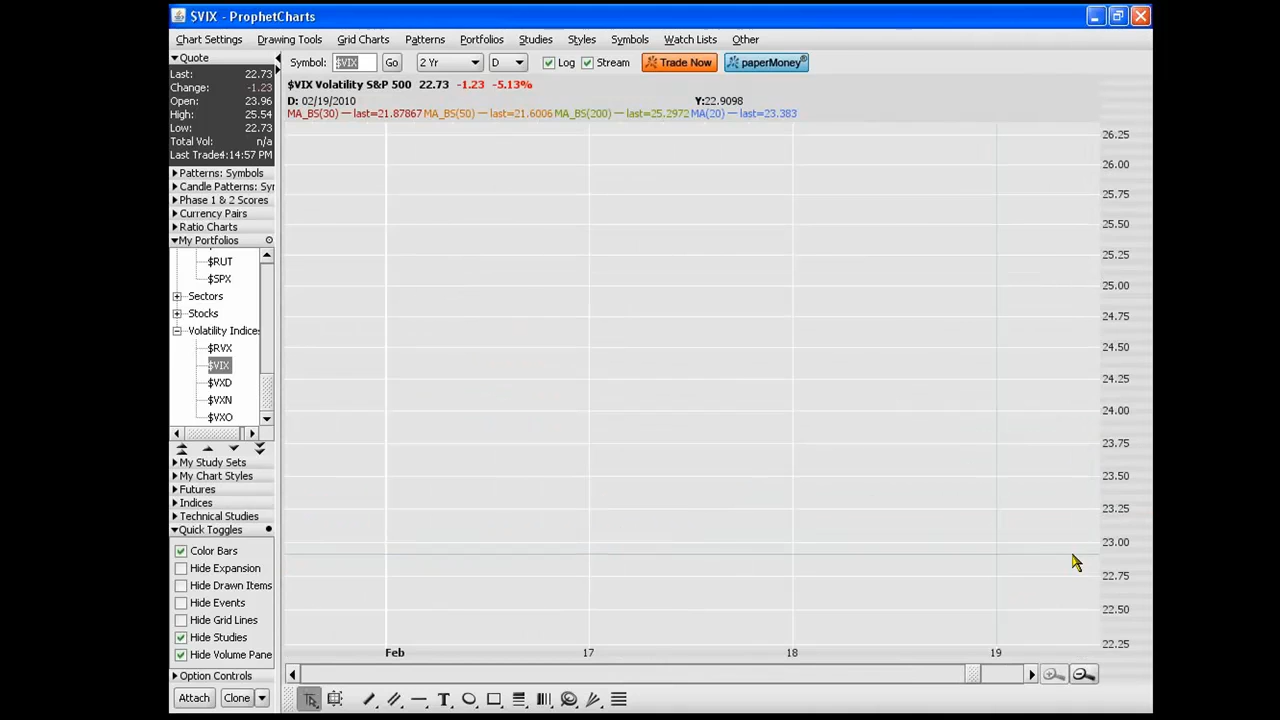 $VIX - ProphetCharts
Chart Settings Drawing Tools Grid Charts Patterns Portfolios Studies Styles Symbols Watch Lists Other
Quote
Symbol: $VIX Go 2 Yr D Log Stream Trade Now paperMoney®
Last: 22.73
Change: -1.23
Open: 23.96
High: 25.54
Low: 22.73
Total Vol: n/a
Last Trade4:14:57 PM
$VIX Volatility S&P 500 22.73 -1.23 -5.13%
D: 02/19/2010 Y:22.9098
MA_BS(30) — last=21.87867 MA_BS(50) — last=21.6006 MA_BS(200) — last=25.2972 MA(20) — last=23.383
Patterns: Symbols
Candle Patterns: Syr
Phase 1 & 2 Scores
Currency Pairs
Ratio Charts
My Portfolios
$RUT
$SPX
Sectors
Stocks
Volatility Indices
$RVX
$VIX
$VXD
$VXN
$VXO
My Study Sets
My Chart Styles
Futures
Indices
Technical Studies
Quick Toggles
Color Bars
Hide Expansion
Hide Drawn Items
Hide Events
Hide Grid Lines
Hide Studies
Hide Volume Pane
Option Controls
Attach Clone
26.25
26.00
25.75
25.50
25.25
25.00
24.75
24.50
24.25
24.00
23.75
23.50
23.25
23.00
22.75
22.50
22.25
Feb 17 18 19
T